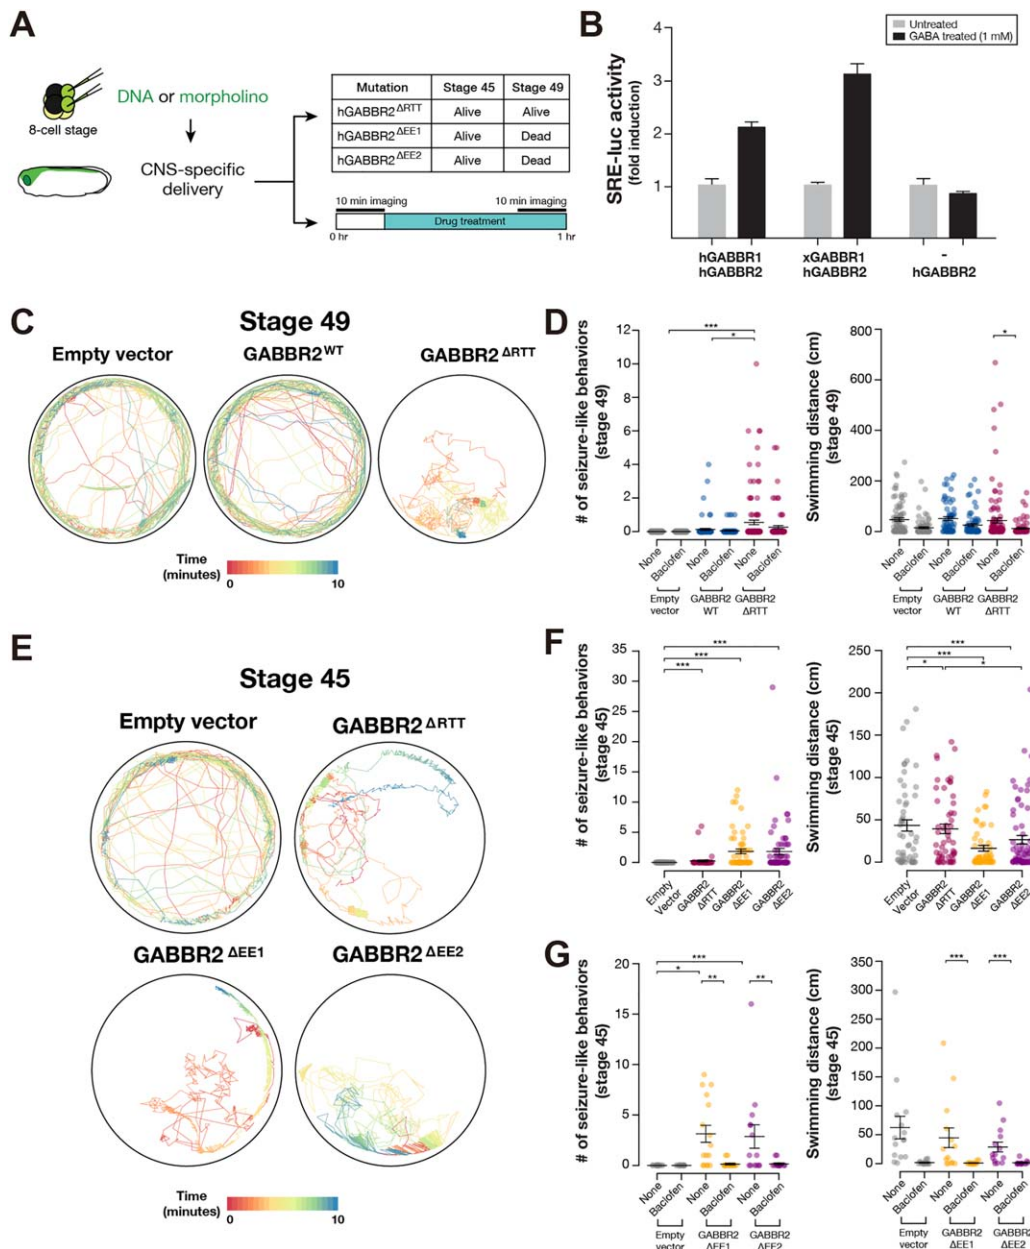 A
8-cell stage
DNA or morpholino
CNS-specific
delivery
Mutation Stage 45 Stage 49
hGABBR2ΔRTT Alive Alive
hGABBR2ΔEE1 Alive Dead
hGABBR2ΔEE2 Alive Dead
10 min imaging 10 min imaging
Drug treatment
0 hr 1 hr
B
Untreated
GABA treated (1 mM)
SRE-luc activity
(fold induction)
4
3
2
1
hGABBR1 xGABBR1 -
hGABBR2 hGABBR2 hGABBR2
C
Stage 49
Empty vector GABBR2WT GABBR2ΔRTT
Time
(minutes)
0 10
D
# of seizure-like behaviors
(stage 49)
12
10
8
6
4
2
0
*** 
*
None Baclofen None Baclofen None Baclofen
Empty vector GABBR2 WT GABBR2 ΔRTT
Swimming distance (cm)
(stage 49)
800
600
400
200
0
*
None Baclofen None Baclofen None Baclofen
Empty vector GABBR2 WT GABBR2 ΔRTT
E
Stage 45
Empty vector GABBR2ΔRTT
GABBR2ΔEE1 GABBR2ΔEE2
Time
(minutes)
0 10
F
# of seizure-like behaviors
(stage 45)
35
30
25
20
15
10
5
0
***
***
***
Empty Vector GABBR2 ΔRTT GABBR2 ΔEE1 GABBR2 ΔEE2
Swimming distance (cm)
(stage 45)
250
200
150
100
50
0
***
***
* *
Empty Vector GABBR2 ΔRTT GABBR2 ΔEE1 GABBR2 ΔEE2
G
# of seizure-like behaviors
(stage 45)
20
15
10
5
0
***
* ** **
None Baclofen None Baclofen None Baclofen
Empty vector GABBR2 ΔEE1 GABBR2 ΔEE2
Swimming distance (cm)
(stage 45)
350
300
250
200
150
100
50
0
*** ***
None Baclofen None Baclofen None Baclofen
Empty vector GABBR2 ΔEE1 GABBR2 ΔEE2